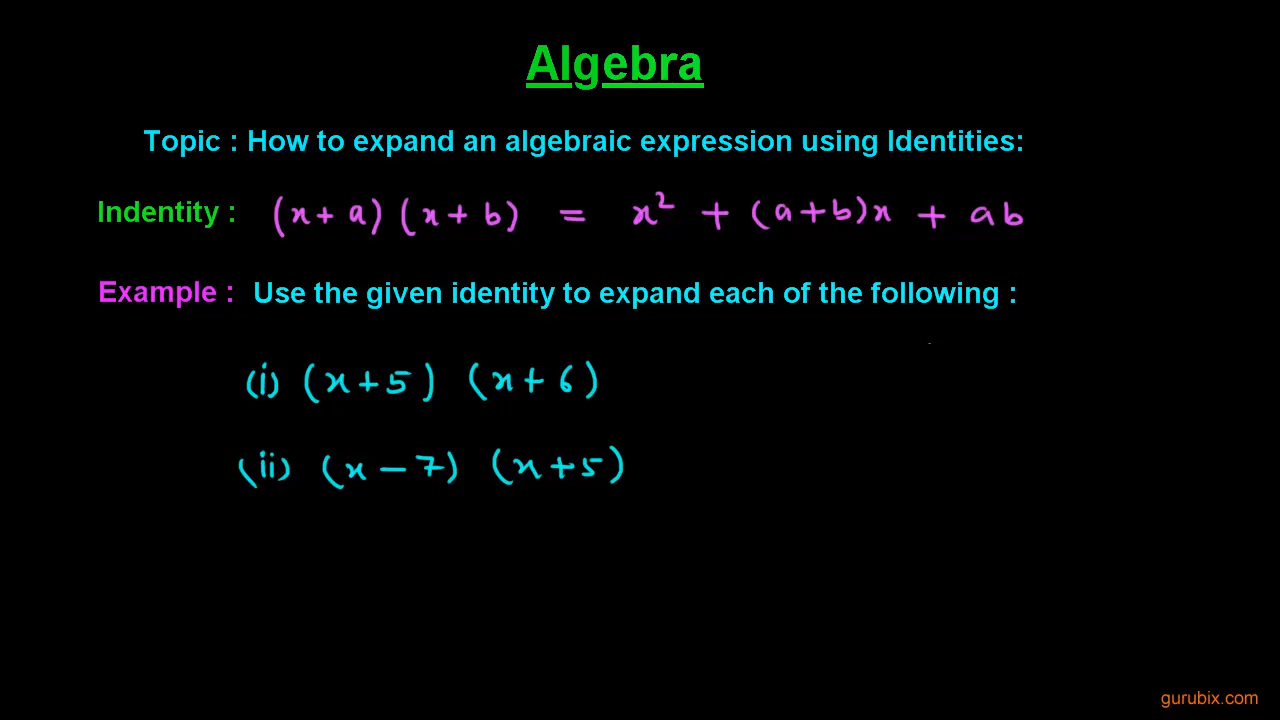 Algebra
Topic : How to expand an algebraic expression using Identities:
Indentity : (x + a) (x + b) = x² + (a+b)x + ab
Example : Use the given identity to expand each of the following :
(i) (x+5) (x+6)
(ii) (x-7) (x+5)
gurubix.com